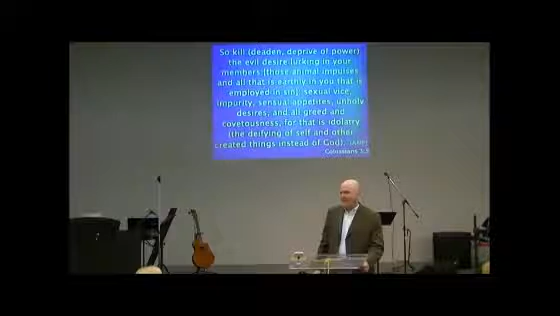 So kill (deaden, deprive of power)
the evil desire lurking in your
members [those animal impulses
and all that is earthly in you that is
employed in sin]; sexual vice,
impurity, sensual appetites, unholy
desires, and all greed and
covetousness, for that is idolatry
(the deifying of self and other
created things instead of God). (AMP)
Colossians 3:5